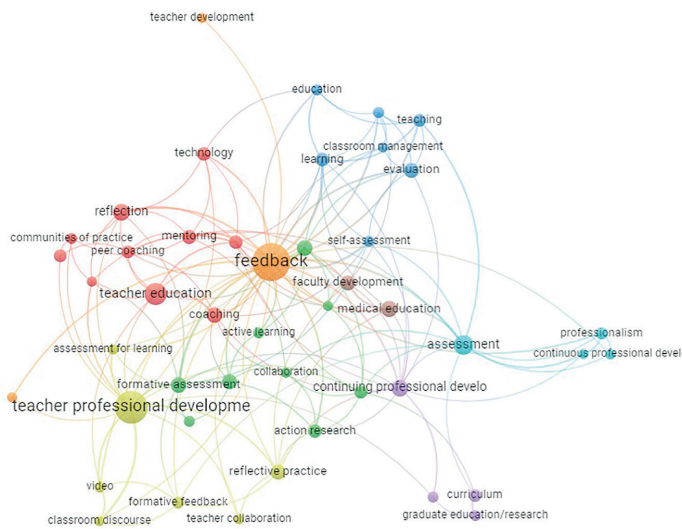 teacher development
education
teaching
classroom management
technology
learning
evaluation
reflection
communities of practice
mentoring
self-assessment
peer coaching
feedback
faculty development
teacher education
medical education
coaching
active learning
professionalism
assessment
assessment for learning
continuous professional devel
collaboration
formative assessment
continuing professional develo
teacher professional developme
action research
reflective practice
video
curriculum
formative feedback
graduate education/research
classroom discourse
teacher collaboration